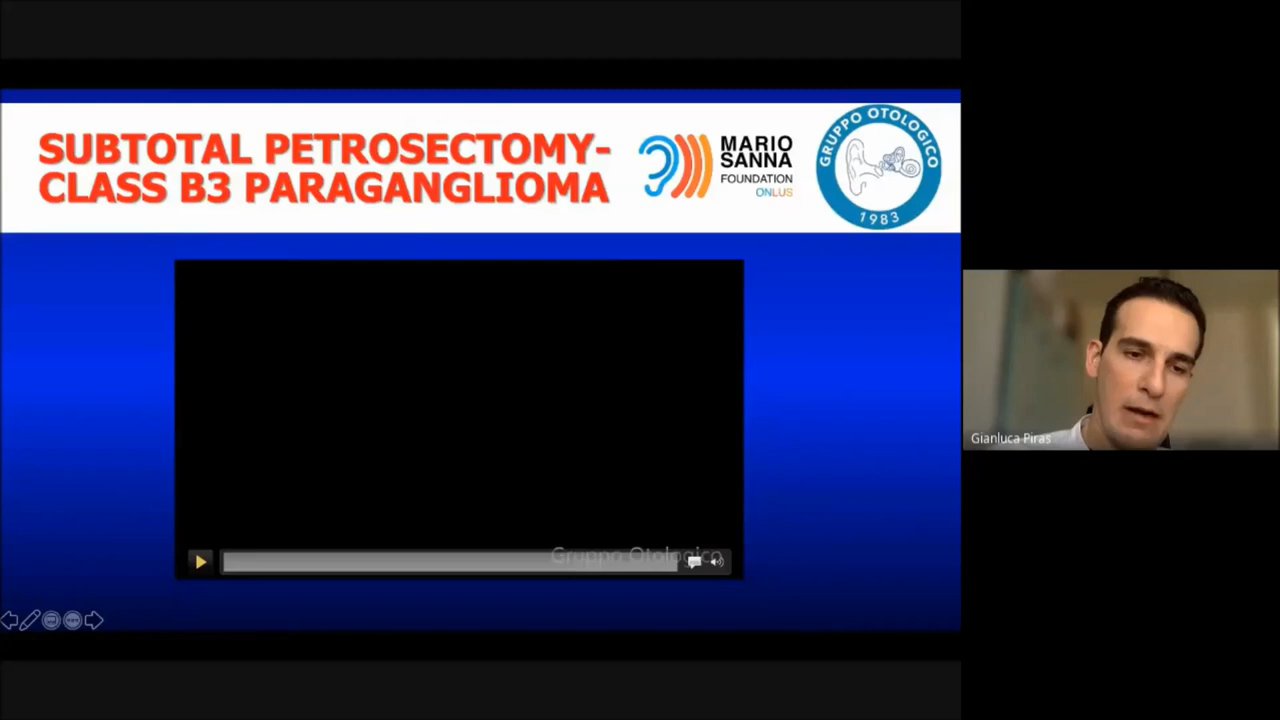 SUBTOTAL PETROSECTOMY-
CLASS B3 PARAGANGLIOMA
MARIO
SANNA
FOUNDATION
ONLUS
GRUPPO OTOLOGICO
1983
Gruppo Otologico
Gianluca Piras